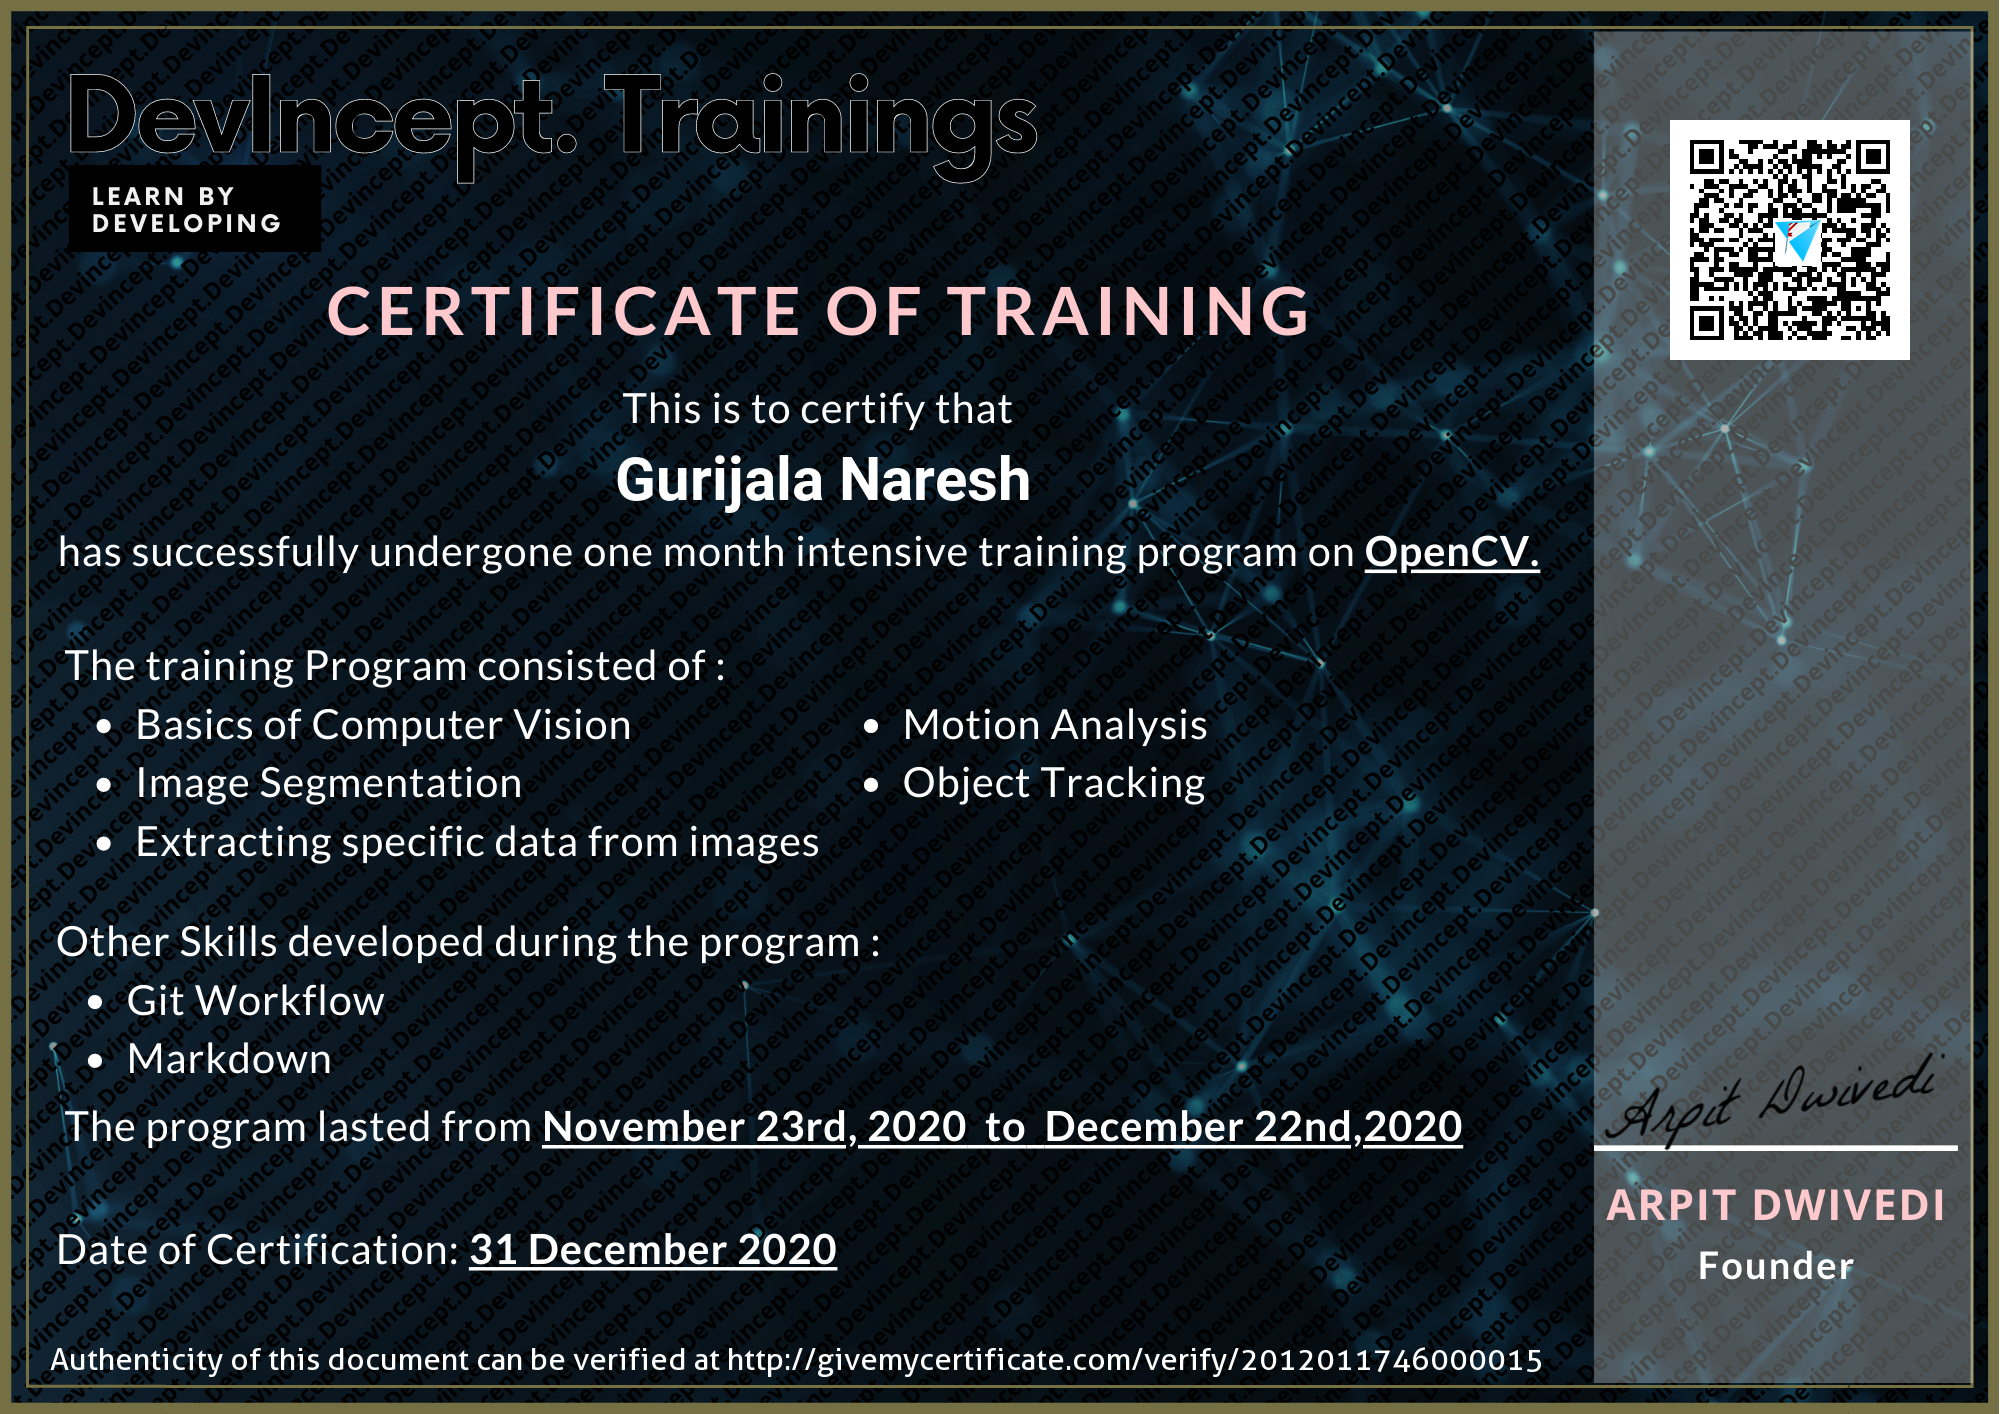 DevIncept. Trainings
LEARN BY
DEVELOPING
CERTIFICATE OF TRAINING
This is to certify that
Gurijala Naresh
has successfully undergone one month intensive training program on OpenCV.
The training Program consisted of :
• Basics of Computer Vision
• Image Segmentation
• Extracting specific data from images
• Motion Analysis
• Object Tracking
Other Skills developed during the program :
• Git Workflow
• Markdown
The program lasted from November 23rd, 2020 to December 22nd,2020
Date of Certification: 31 December 2020
Authenticity of this document can be verified at http://givemycertificate.com/verify/2012011746000015
Arpit Dwivedi
ARPIT DWIVEDI
Founder